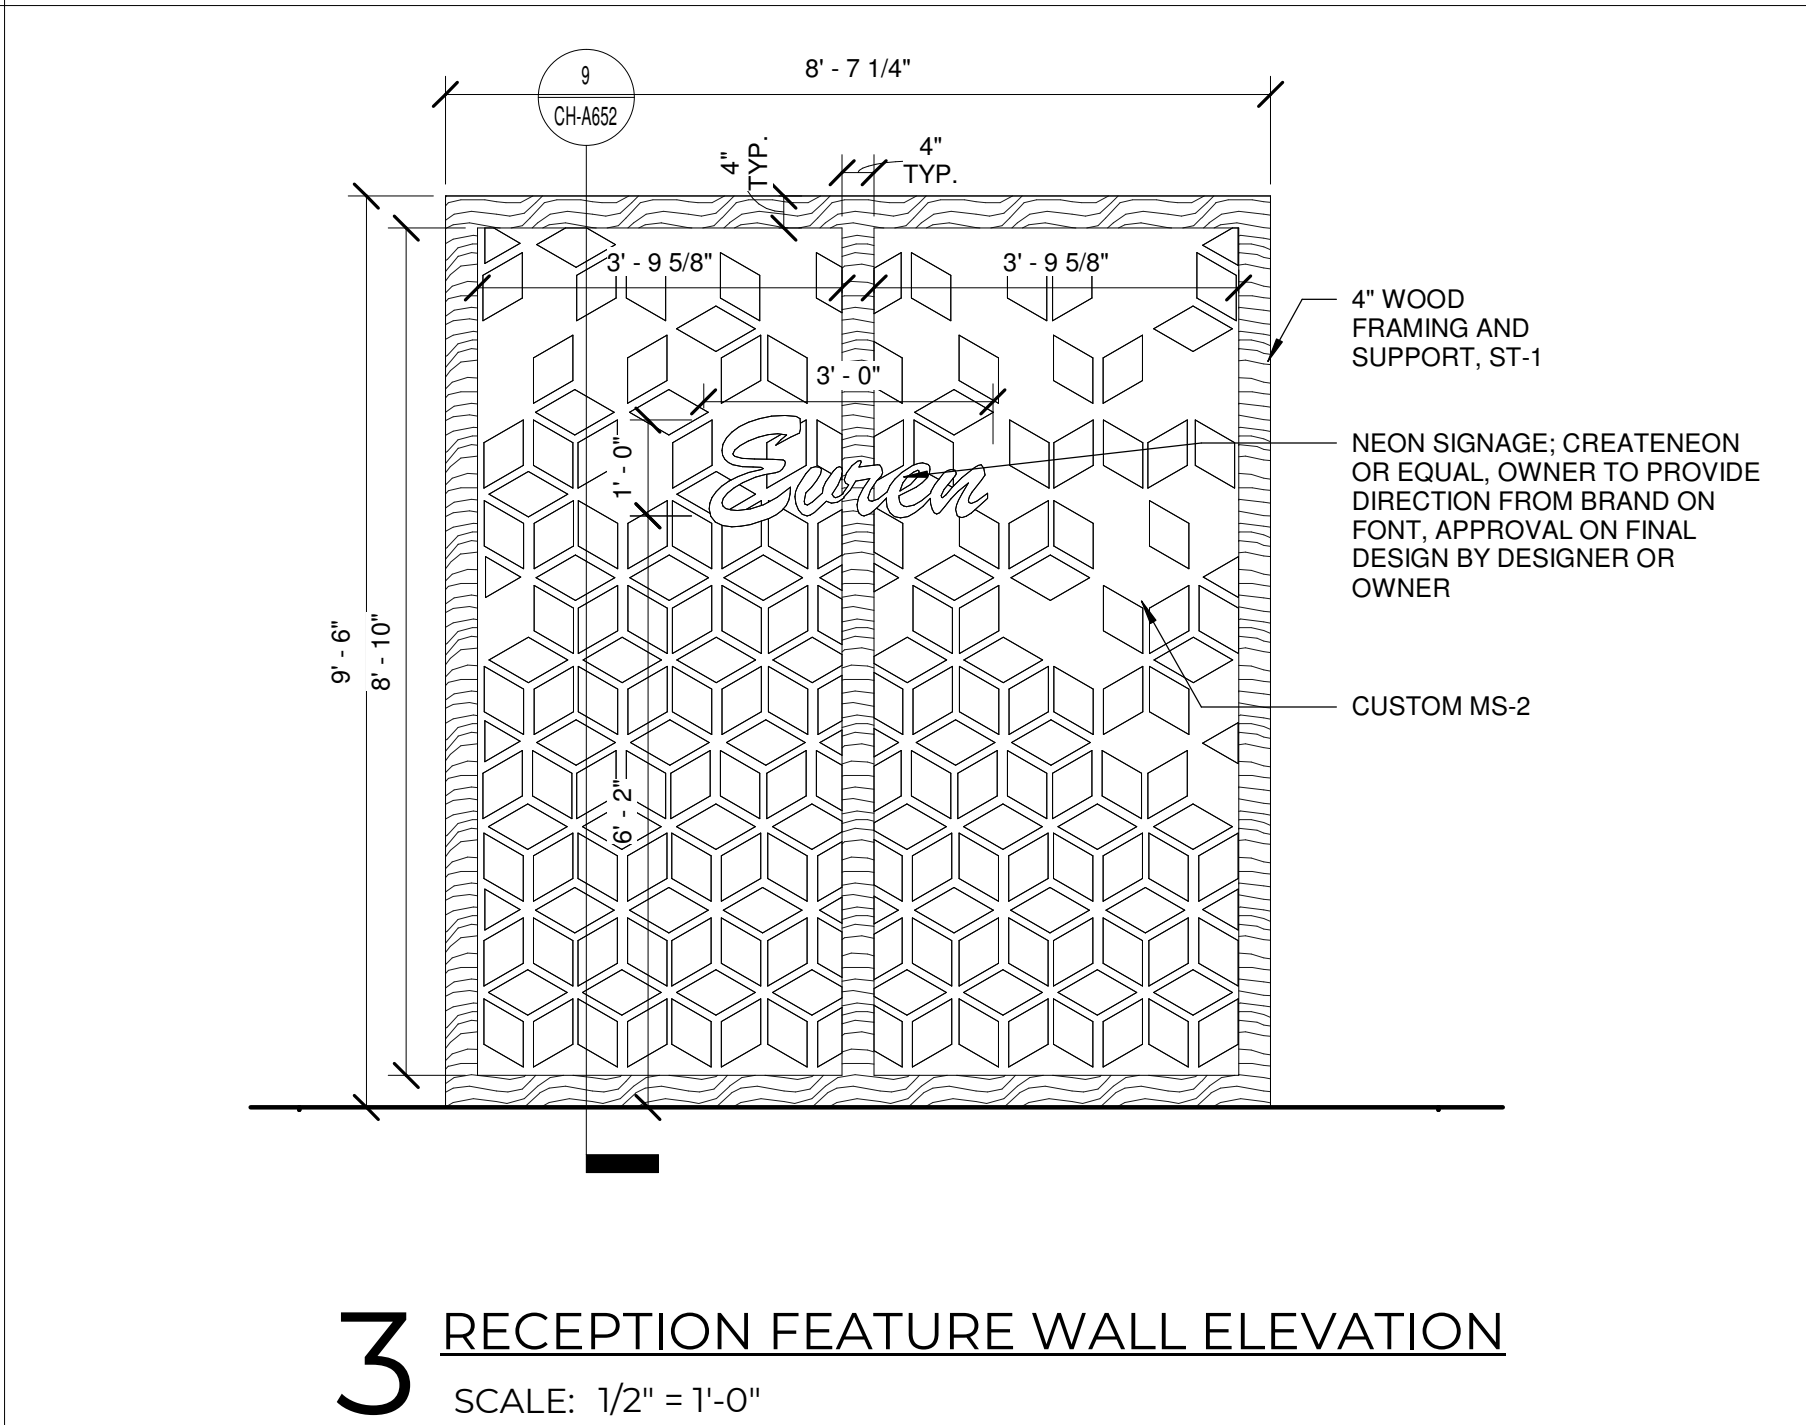 9
CH-A652
8' - 7 1/4"
4"
TYP.
4"
TYP.
3' - 9 5/8"
3' - 9 5/8"
4" WOOD
FRAMING AND
SUPPORT, ST-1
3' - 0"
1' - 0"
Evren
NEON SIGNAGE; CREATENEON
OR EQUAL, OWNER TO PROVIDE
DIRECTION FROM BRAND ON
FONT, APPROVAL ON FINAL
DESIGN BY DESIGNER OR
OWNER
9' - 6"
8' - 10"
CUSTOM MS-2
6' - 2"
3 RECEPTION FEATURE WALL ELEVATION
SCALE: 1/2" = 1'-0"